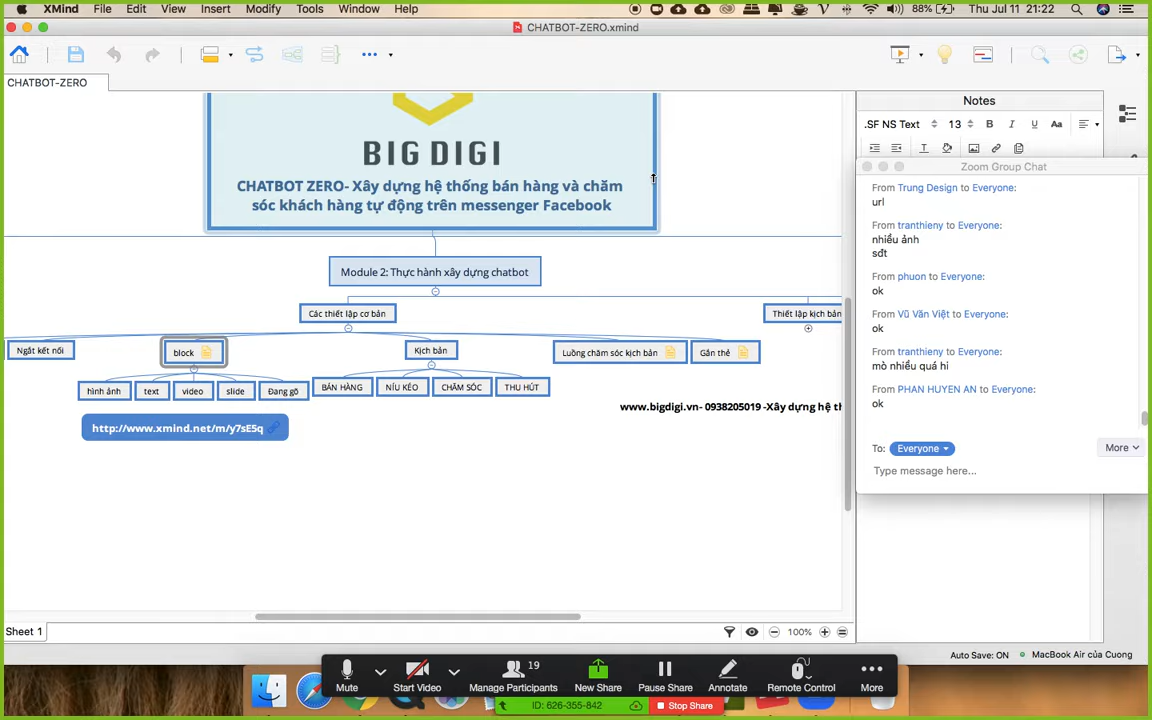 XMind File Edit View Insert Modify Tools Window Help 88% Thu Jul 11 21:22
CHATBOT-ZERO.xmind
CHATBOT-ZERO
BIG DIGI
CHATBOT ZERO- Xây dựng hệ thống bán hàng và chăm
sóc khách hàng tự động trên messenger Facebook
Module 2: Thực hành xây dựng chatbot
Các thiết lập cơ bản
Thiết lập kịch bản
Ngắt kết nối
block
Kịch bản
Luồng chăm sóc kịch bản
Gắn thẻ
hình ảnh
text
video
slide
Đang gõ
BÁN HÀNG
NÍU KÉO
CHĂM SÓC
THU HÚT
www.bigdigi.vn- 0938205019 -Xây dựng hệ th
http://www.xmind.net/m/y7sE5q
Notes
.SF NS Text 13 B I U Aa
Zoom Group Chat
From Trung Design to Everyone:
url
From tranthieny to Everyone:
nhiều ảnh
sđt
From phuon to Everyone:
ok
From Vũ Văn Việt to Everyone:
ok
From tranthieny to Everyone:
mò nhiều quá hi
From PHAN HUYEN AN to Everyone:
ok
To: Everyone
More
Type message here...
Sheet 1
100%
Auto Save: ON MacBook Air của Cuong
19
Mute Start Video Manage Participants New Share Pause Share Annotate Remote Control More
ID: 626-355-842 Stop Share